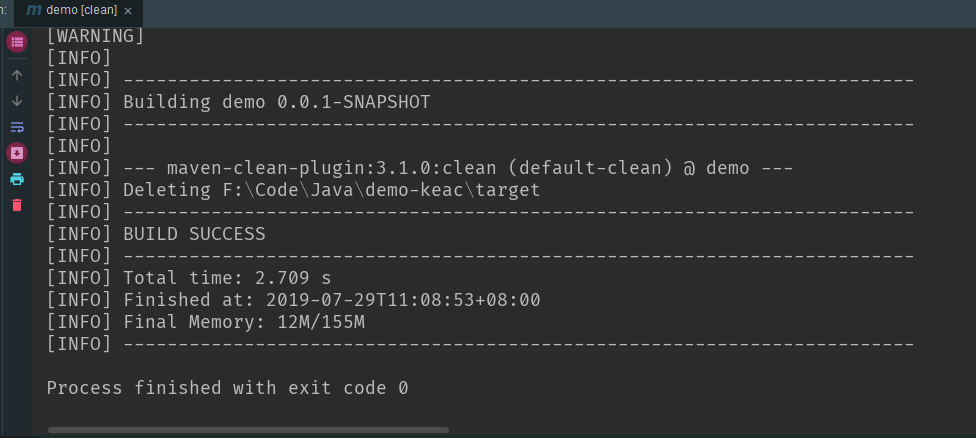 n:
m demo [clean] ×
[WARNING]
[INFO]
[INFO] ------------------------------------------------------------------------
[INFO] Building demo 0.0.1-SNAPSHOT
[INFO] ------------------------------------------------------------------------
[INFO]
[INFO] --- maven-clean-plugin:3.1.0:clean (default-clean) @ demo ---
[INFO] Deleting F:\Code\Java\demo-keac\target
[INFO] ------------------------------------------------------------------------
[INFO] BUILD SUCCESS
[INFO] ------------------------------------------------------------------------
[INFO] Total time: 2.709 s
[INFO] Finished at: 2019-07-29T11:08:53+08:00
[INFO] Final Memory: 12M/155M
[INFO] ------------------------------------------------------------------------
Process finished with exit code 0